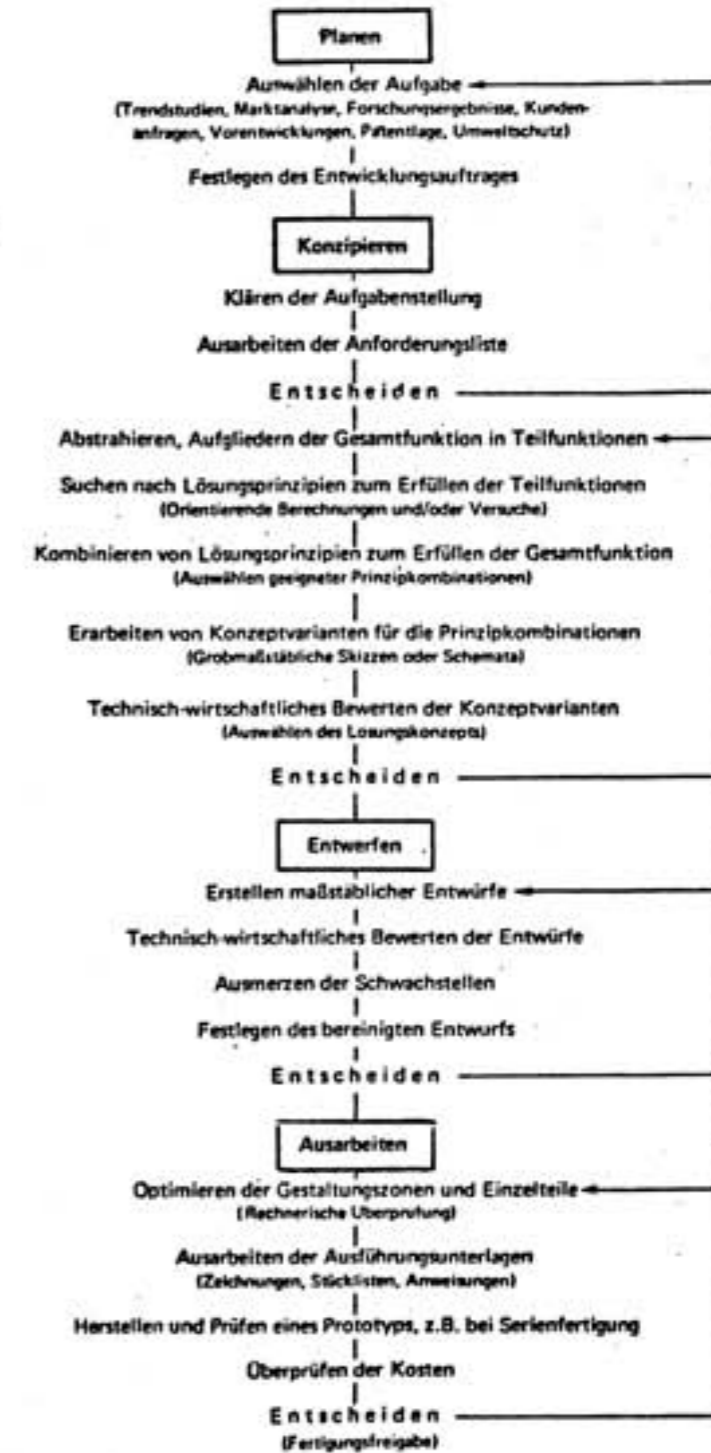 Planen
Auswählen der Aufgabe
(Trendstudien, Marktanalyse, Forschungsergebnisse, Kunden-
anfragen, Vorentwicklungen, Patentlage, Umweltschutz)
Festlegen des Entwicklungsauftrages
Konzipieren
Klären der Aufgabenstellung
Ausarbeiten der Anforderungsliste
Entscheiden
Abstrahieren, Aufgliedern der Gesamtfunktion in Teilfunktionen
Suchen nach Lösungsprinzipien zum Erfüllen der Teilfunktionen
(Orientierende Berechnungen und/oder Versuche)
Kombinieren von Lösungsprinzipien zum Erfüllen der Gesamtfunktion
(Auswählen geeigneter Prinzipkombinationen)
Erarbeiten von Konzeptvarianten für die Prinzipkombinationen
(Grobmaßstäbliche Skizzen oder Schemata)
Technisch-wirtschaftliches Bewerten der Konzeptvarianten
(Auswählen des Lösungskonzepts)
Entscheiden
Entwerfen
Erstellen maßstäblicher Entwürfe
Technisch-wirtschaftliches Bewerten der Entwürfe
Ausmerzen der Schwachstellen
Festlegen des bereinigten Entwurfs
Entscheiden
Ausarbeiten
Optimieren der Gestaltungszonen und Einzelteile
(Rechnerische Überprüfung)
Ausarbeiten der Ausführungsunterlagen
(Zeichnungen, Stücklisten, Anweisungen)
Herstellen und Prüfen eines Prototyps, z.B. bei Serienfertigung
Überprüfen der Kosten
Entscheiden
(Fertigungsfreigabe)